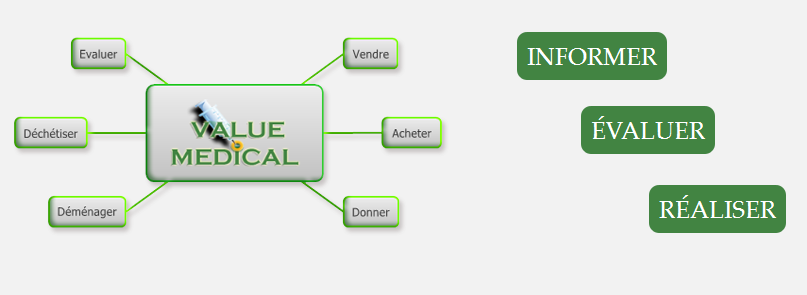 Evaluer
Vendre
Déchétiser
VALUE
MEDICAL
Acheter
Déménager
Donner
INFORMER
ÉVALUER
RÉALISER